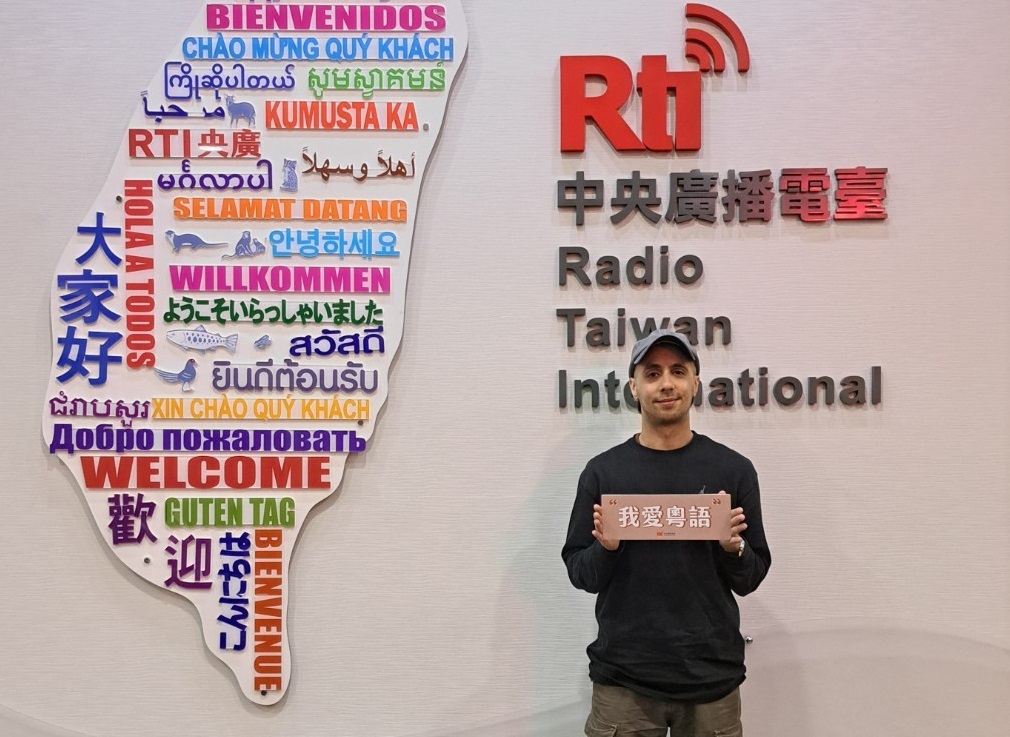 BIENVENIDOS
CHÀO MỪNG QUÝ KHÁCH
ကြိုဆိုပါတယ်
សូមស្វាគមន៍
مرحباً
KUMUSTA KA
RTI 央廣
မင်္ဂလာပါ
أهلاً وسهلاً
HOLA A TODOS
SELAMAT DATANG
大家好
안녕하세요
WILLKOMMEN
ようこそいらっしゃいました
สวัสดี
ยินดีต้อนรับ
ជំរាបសួរ
XIN CHÀO QUÝ KHÁCH
Добро пожаловать
WELCOME
歡迎
GUTEN TAG
こんにちは
BIENVENUE
Rti
中央廣播電臺
Radio
Taiwan
International
“我愛粵語”